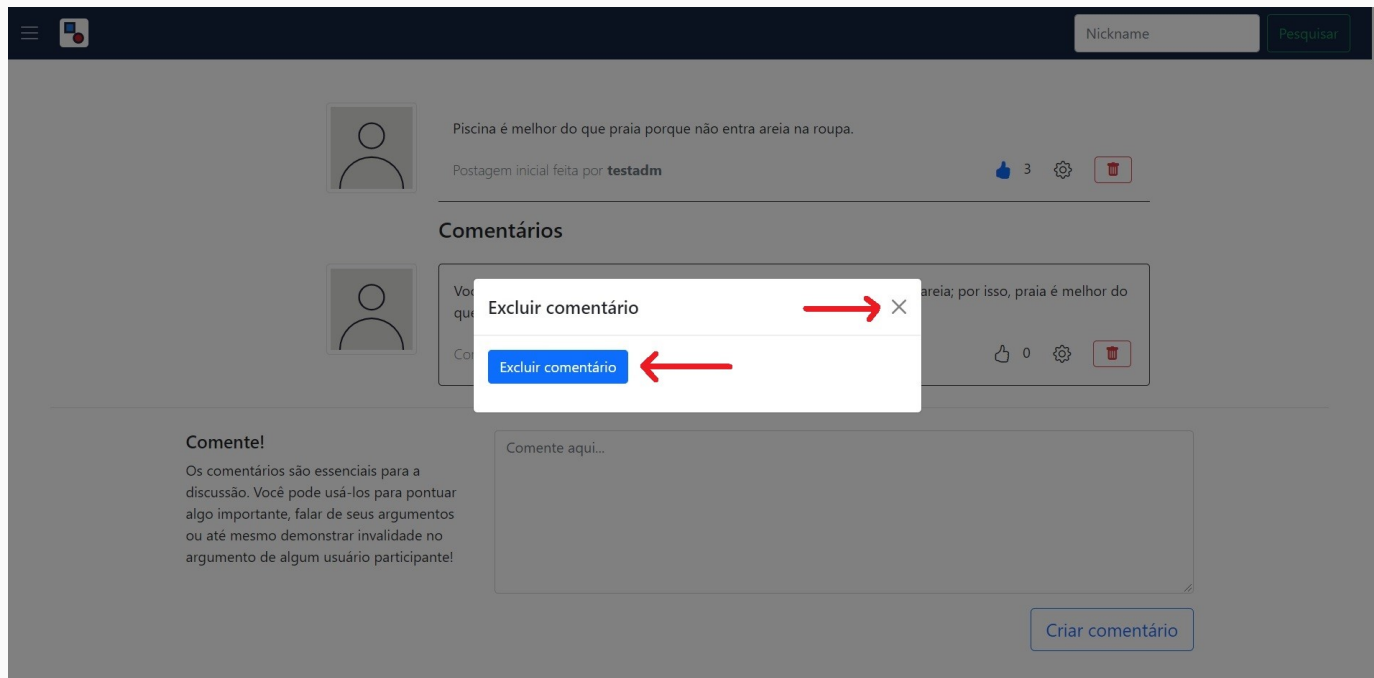 Nickname
Pesquisar
Piscina é melhor do que praia porque não entra areia na roupa.
Postagem inicial feita por testadm
3
Comentários
areia; por isso, praia é melhor do
Excluir comentário
Excluir comentário
0
Comente!
Os comentários são essenciais para a
discussão. Você pode usá-los para pontuar
algo importante, falar de seus argumentos
ou até mesmo demonstrar invalidade no
argumento de algum usuário participante!
Comente aqui...
Criar comentário